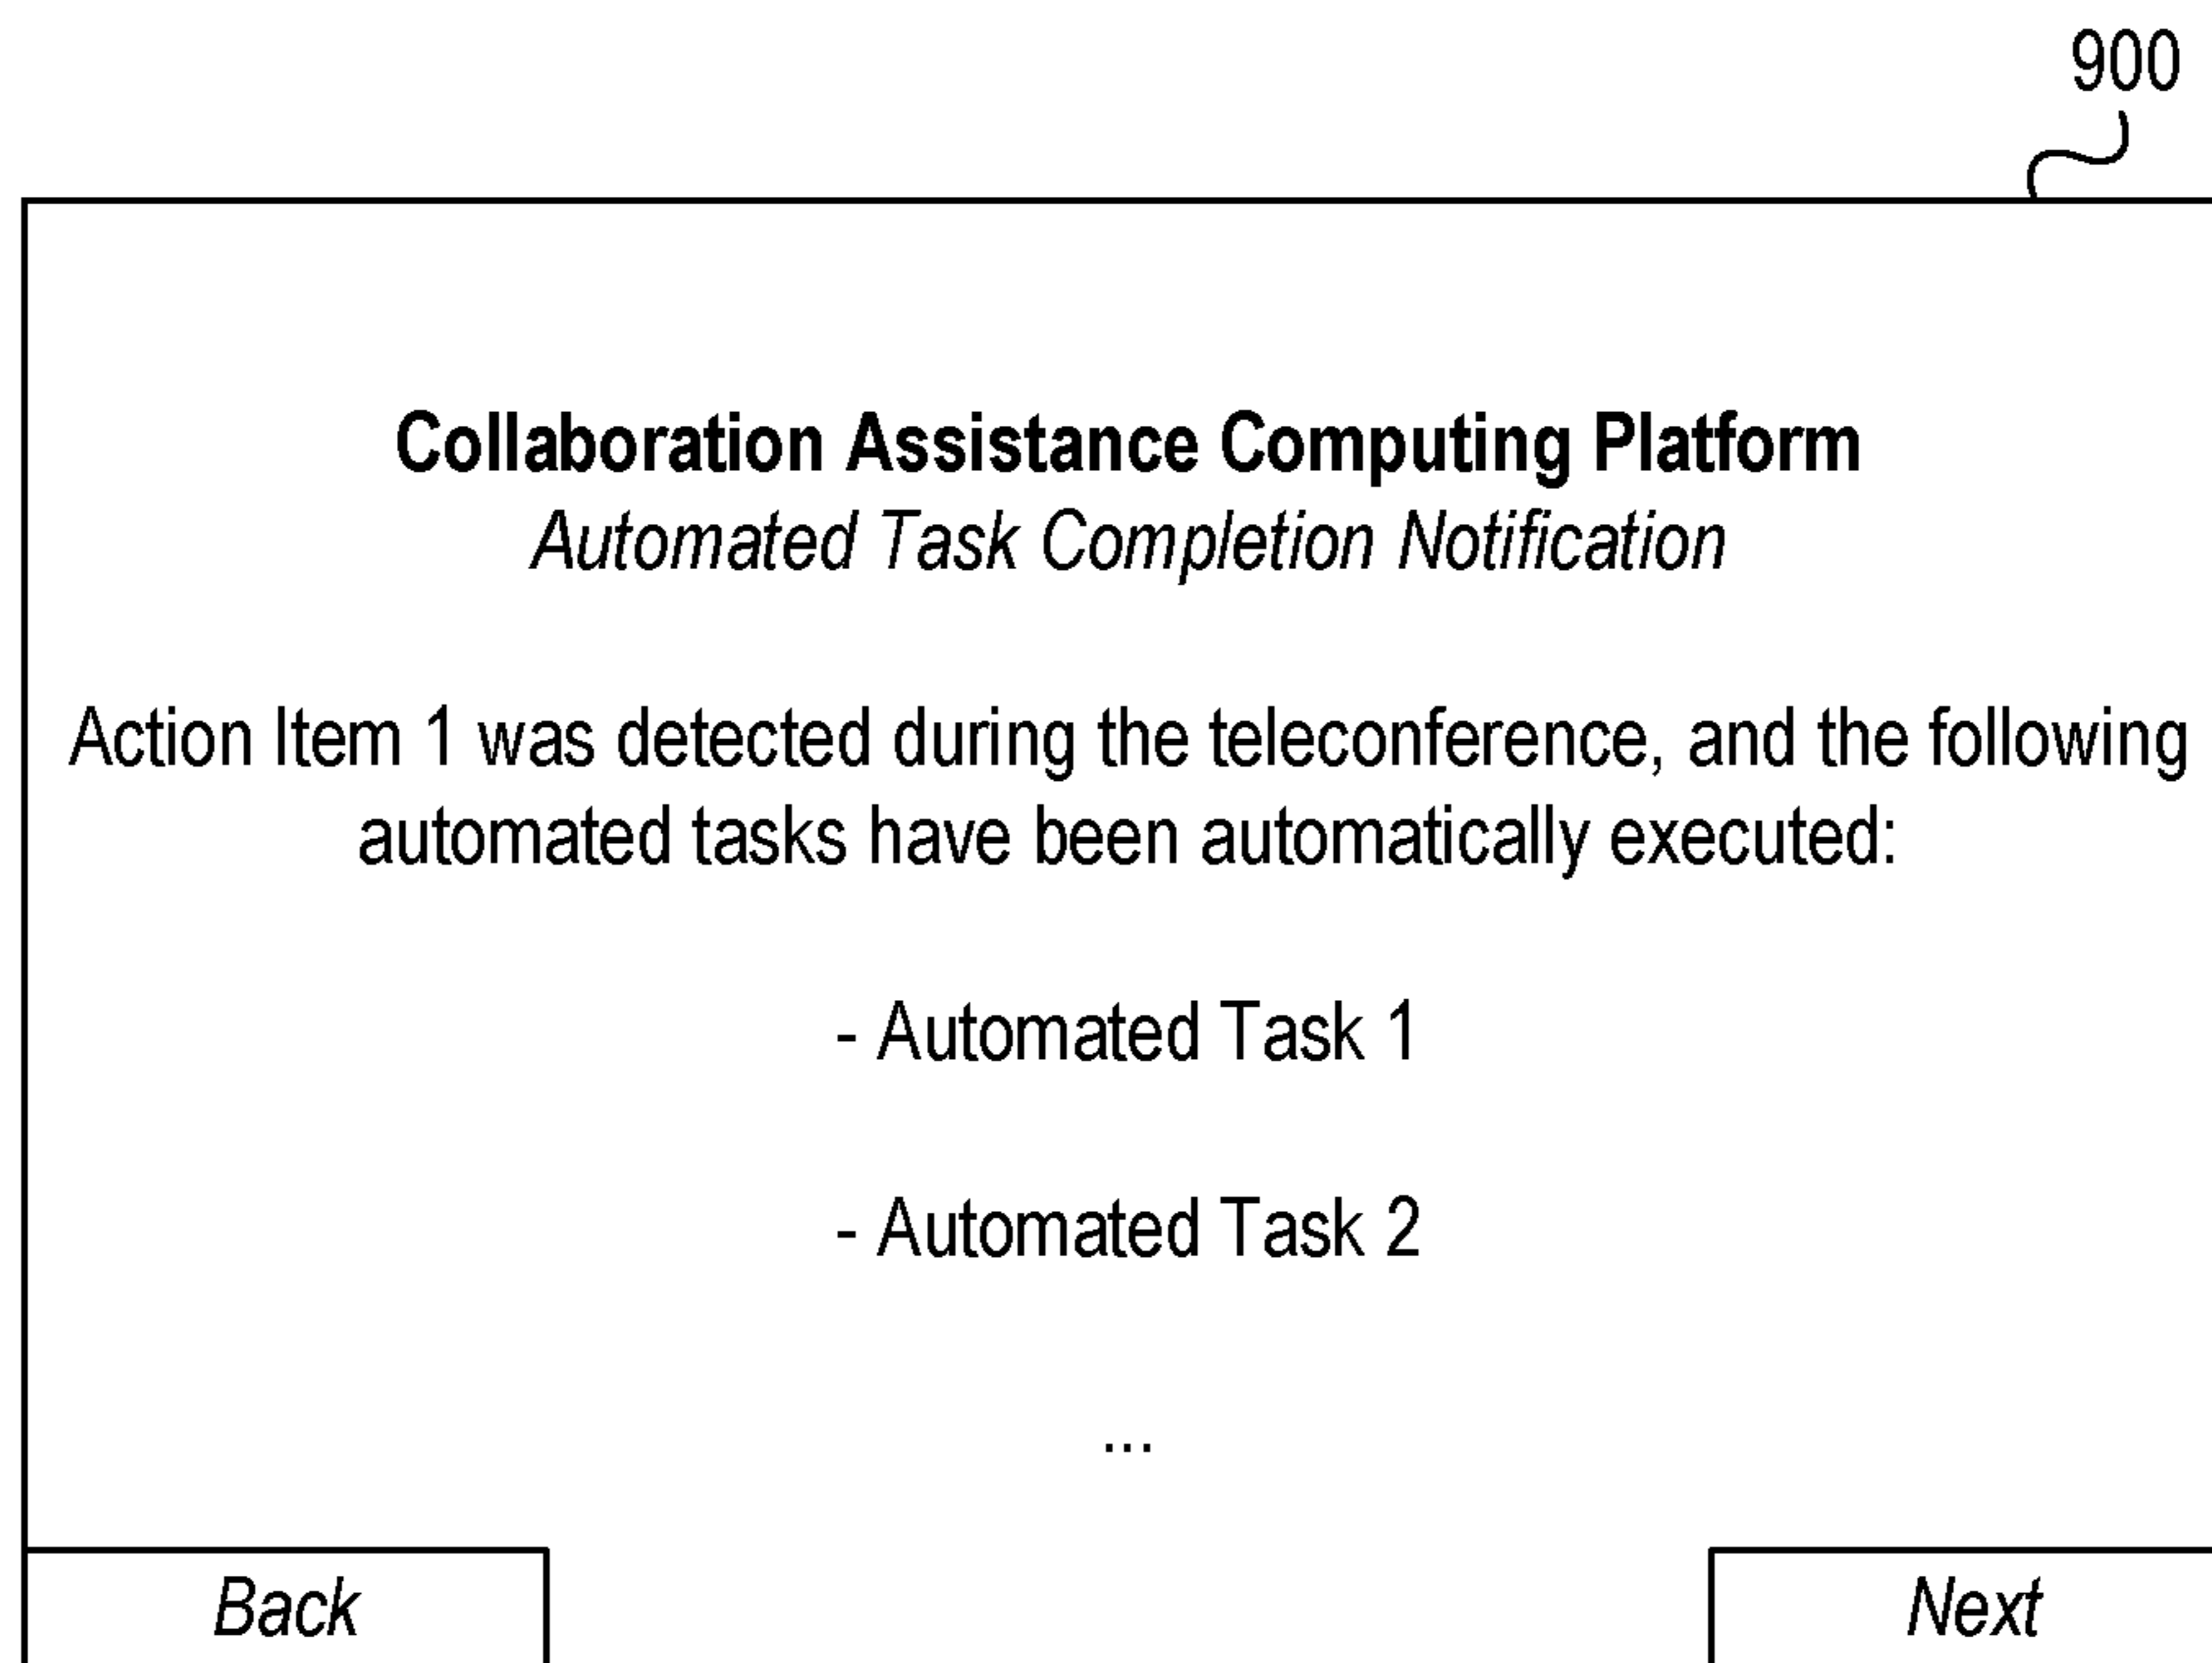 900
Collaboration Assistance Computing Platform
Automated Task Completion Notification
Action Item 1 was detected during the teleconference, and the following
automated tasks have been automatically executed:
- Automated Task 1
- Automated Task 2
...
Back
Next